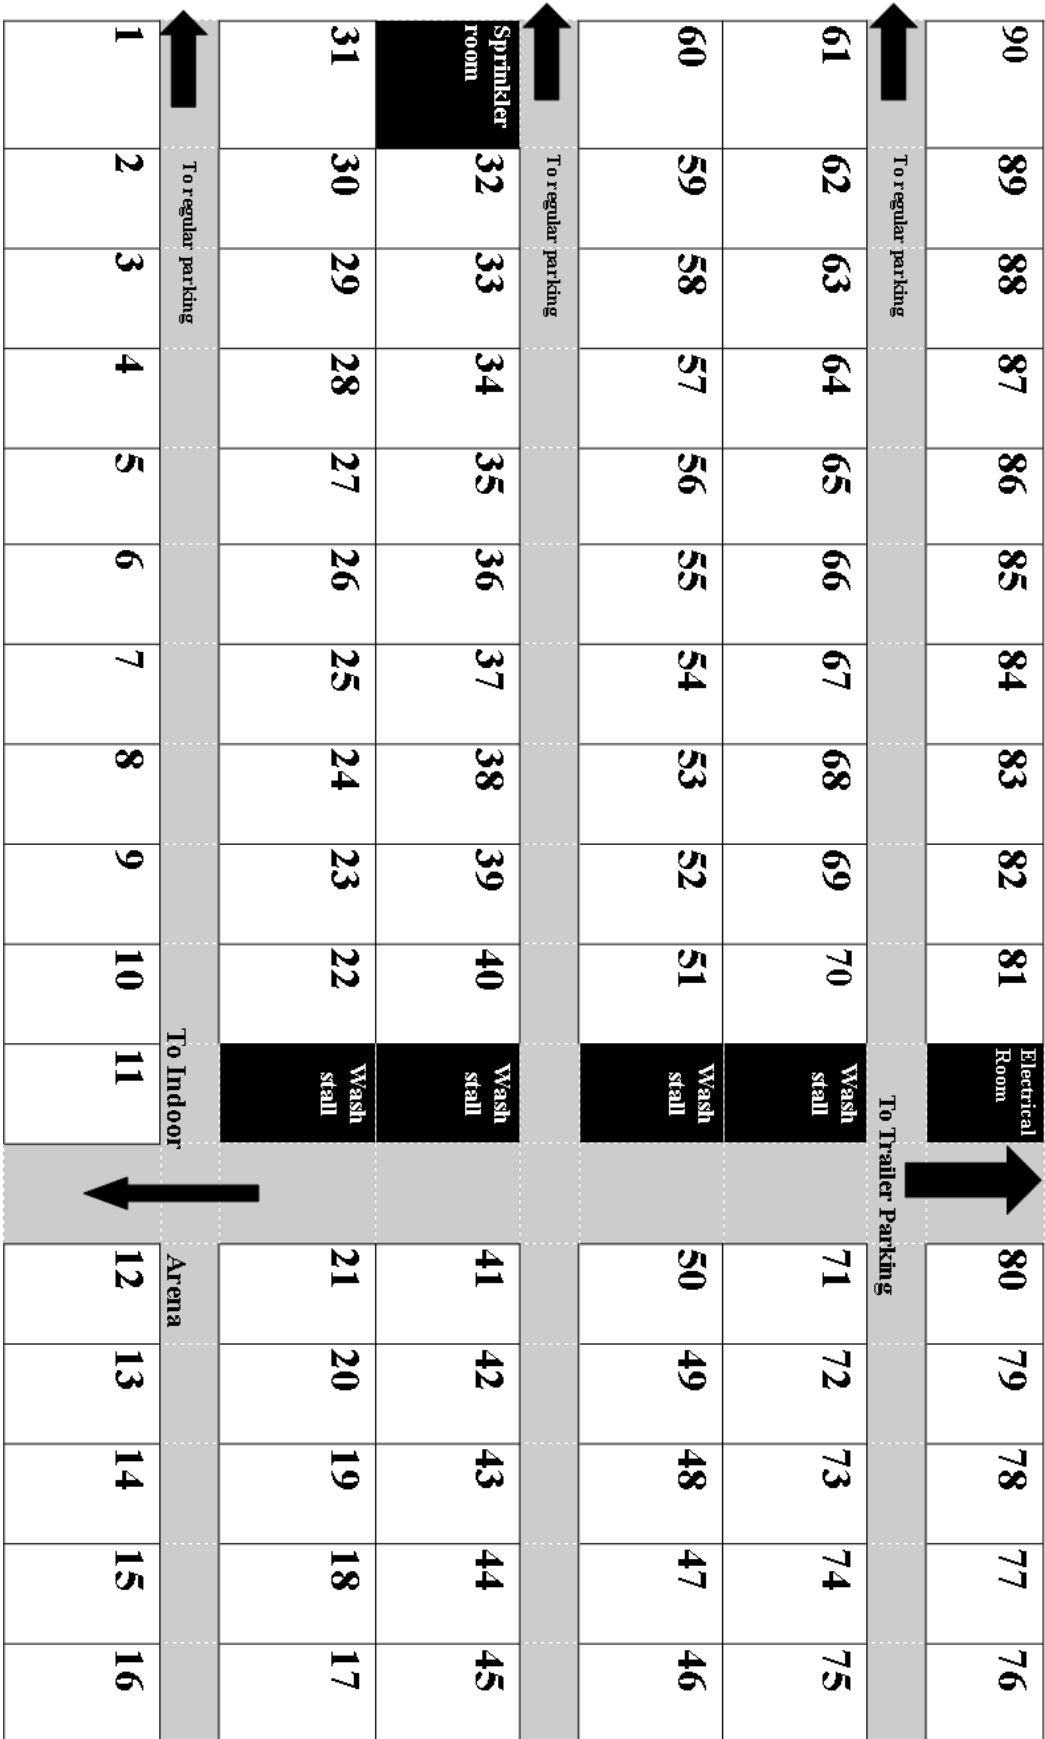 90 89 88 87 86 85 84 83 82 81 Electrical Room 80 79 78 77 76
To regular parking To Trailer Parking
61 62 63 64 65 66 67 68 69 70 Wash stall 71 72 73 74 75
60 59 58 57 56 55 54 53 52 51 Wash stall 50 49 48 47 46
To regular parking
Sprinkler room 32 33 34 35 36 37 38 39 40 Wash stall 41 42 43 44 45
31 30 29 28 27 26 25 24 23 22 Wash stall 21 20 19 18 17
To regular parking To Indoor Arena
1 2 3 4 5 6 7 8 9 10 11 12 13 14 15 16